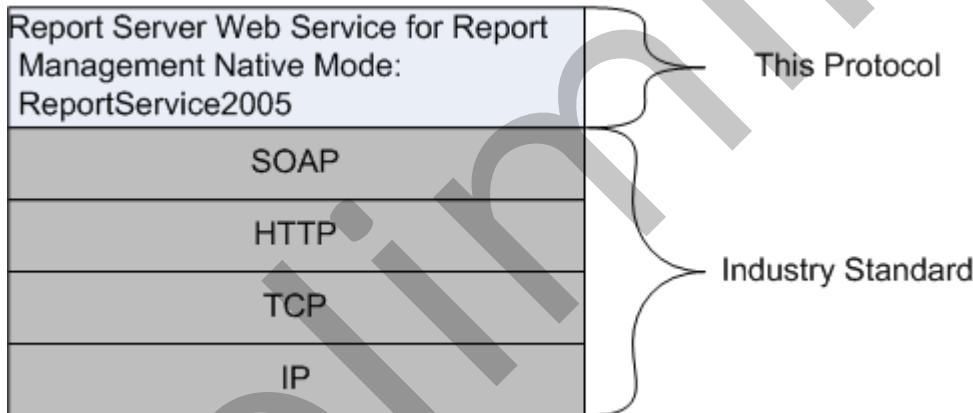 Report Server Web Service for Report
Management Native Mode:
ReportService2005
This Protocol
SOAP
HTTP
TCP
IP
Industry Standard